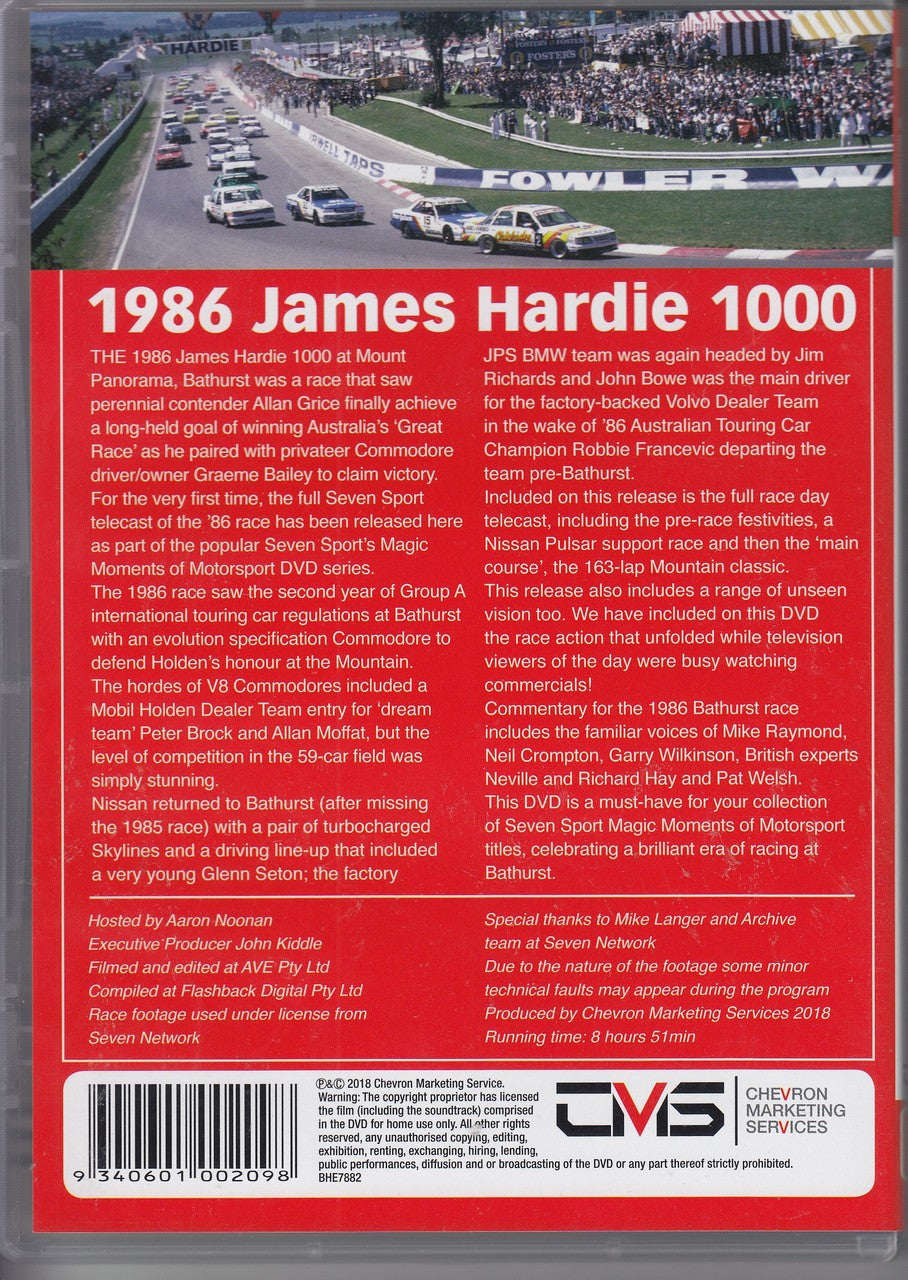 HARDIE
FOSTER'S FOSTER'S
FOSTER'S
IRWELL TAPS
FOWLER WA
15
Chickadee
2
1986 James Hardie 1000
THE 1986 James Hardie 1000 at Mount
Panorama, Bathurst was a race that saw
perennial contender Allan Grice finally achieve
a long-held goal of winning Australia's 'Great
Race' as he paired with privateer Commodore
driver/owner Graeme Bailey to claim victory.
For the very first time, the full Seven Sport
telecast of the '86 race has been released here
as part of the popular Seven Sport's Magic
Moments of Motorsport DVD series.
The 1986 race saw the second year of Group A
international touring car regulations at Bathurst
with an evolution specification Commodore to
defend Holden's honour at the Mountain.
The hordes of V8 Commodores included a
Mobil Holden Dealer Team entry for 'dream
team' Peter Brock and Allan Moffat, but the
level of competition in the 59-car field was
simply stunning.
Nissan returned to Bathurst (after missing
the 1985 race) with a pair of turbocharged
Skylines and a driving line-up that included
a very young Glenn Seton; the factory
JPS BMW team was again headed by Jim
Richards and John Bowe was the main driver
for the factory-backed Volvo Dealer Team
in the wake of '86 Australian Touring Car
Champion Robbie Francevic departing the
team pre-Bathurst.
Included on this release is the full race day
telecast, including the pre-race festivities, a
Nissan Pulsar support race and then the 'main
course', the 163-lap Mountain classic.
This release also includes a range of unseen
vision too. We have included on this DVD
the race action that unfolded while television
viewers of the day were busy watching
commercials!
Commentary for the 1986 Bathurst race
includes the familiar voices of Mike Raymond,
Neil Crompton, Garry Wilkinson, British experts
Neville and Richard Hay and Pat Welsh.
This DVD is a must-have for your collection
of Seven Sport Magic Moments of Motorsport
titles, celebrating a brilliant era of racing at
Bathurst.
Hosted by Aaron Noonan
Executive Producer John Kiddle
Filmed and edited at AVE Pty Ltd
Compiled at Flashback Digital Pty Ltd
Race footage used under license from
Seven Network
Special thanks to Mike Langer and Archive
team at Seven Network
Due to the nature of the footage some minor
technical faults may appear during the program
Produced by Chevron Marketing Services 2018
Running time: 8 hours 51min
9 340601 002098
℗&© 2018 Chevron Marketing Service.
Warning: The copyright proprietor has licensed
the film (including the soundtrack) comprised
in the DVD for home use only. All other rights
reserved, any unauthorised copying, editing,
exhibition, renting, exchanging, hiring, lending,
public performances, diffusion and or broadcasting of the DVD or any part thereof strictly prohibited.
BHE7882
CMS
CHEVRON
MARKETING
SERVICES